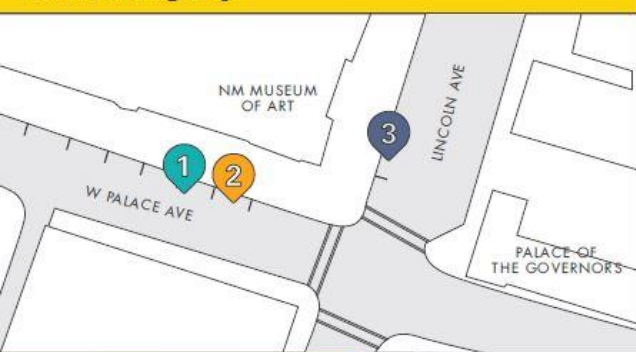 NM MUSEUM
OF ART
3
LINCOLN AVE
1
2
W PALACE AVE
PALACE OF
THE GOVERNORS